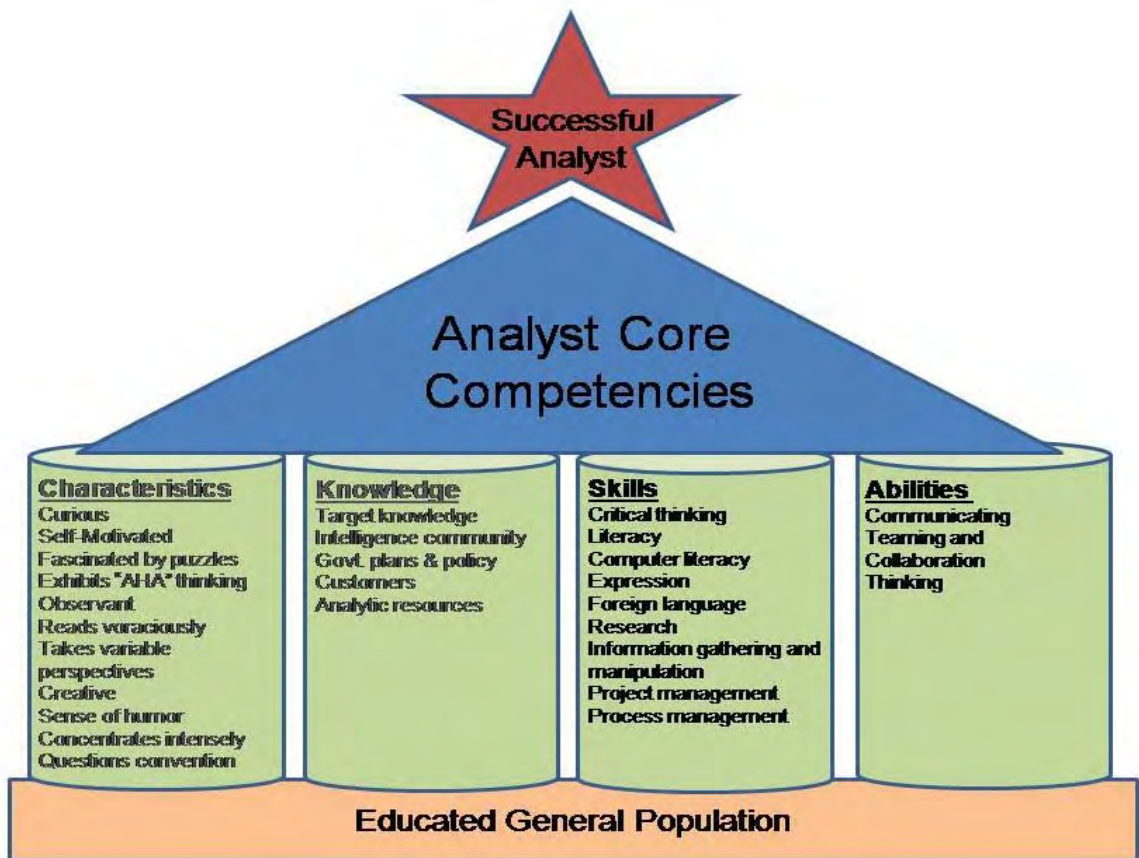 Successful
Analyst
Analyst Core
Competencies
Characteristics
Curious
Self-Motivated
Fascinated by puzzles
Exhibits "AHA" thinking
Observant
Reads voraciously
Takes variable
perspectives
Creative
Sense of humor
Concentrates intensely
Questions convention
Knowledge
Target knowledge
Intelligence community
Govt. plans & policy
Customers
Analytic resources
Skills
Critical thinking
Literacy
Computer literacy
Expression
Foreign language
Research
Information gathering and
manipulation
Project management
Process management
Abilities
Communicating
Teaming and
Collaboration
Thinking
Educated General Population